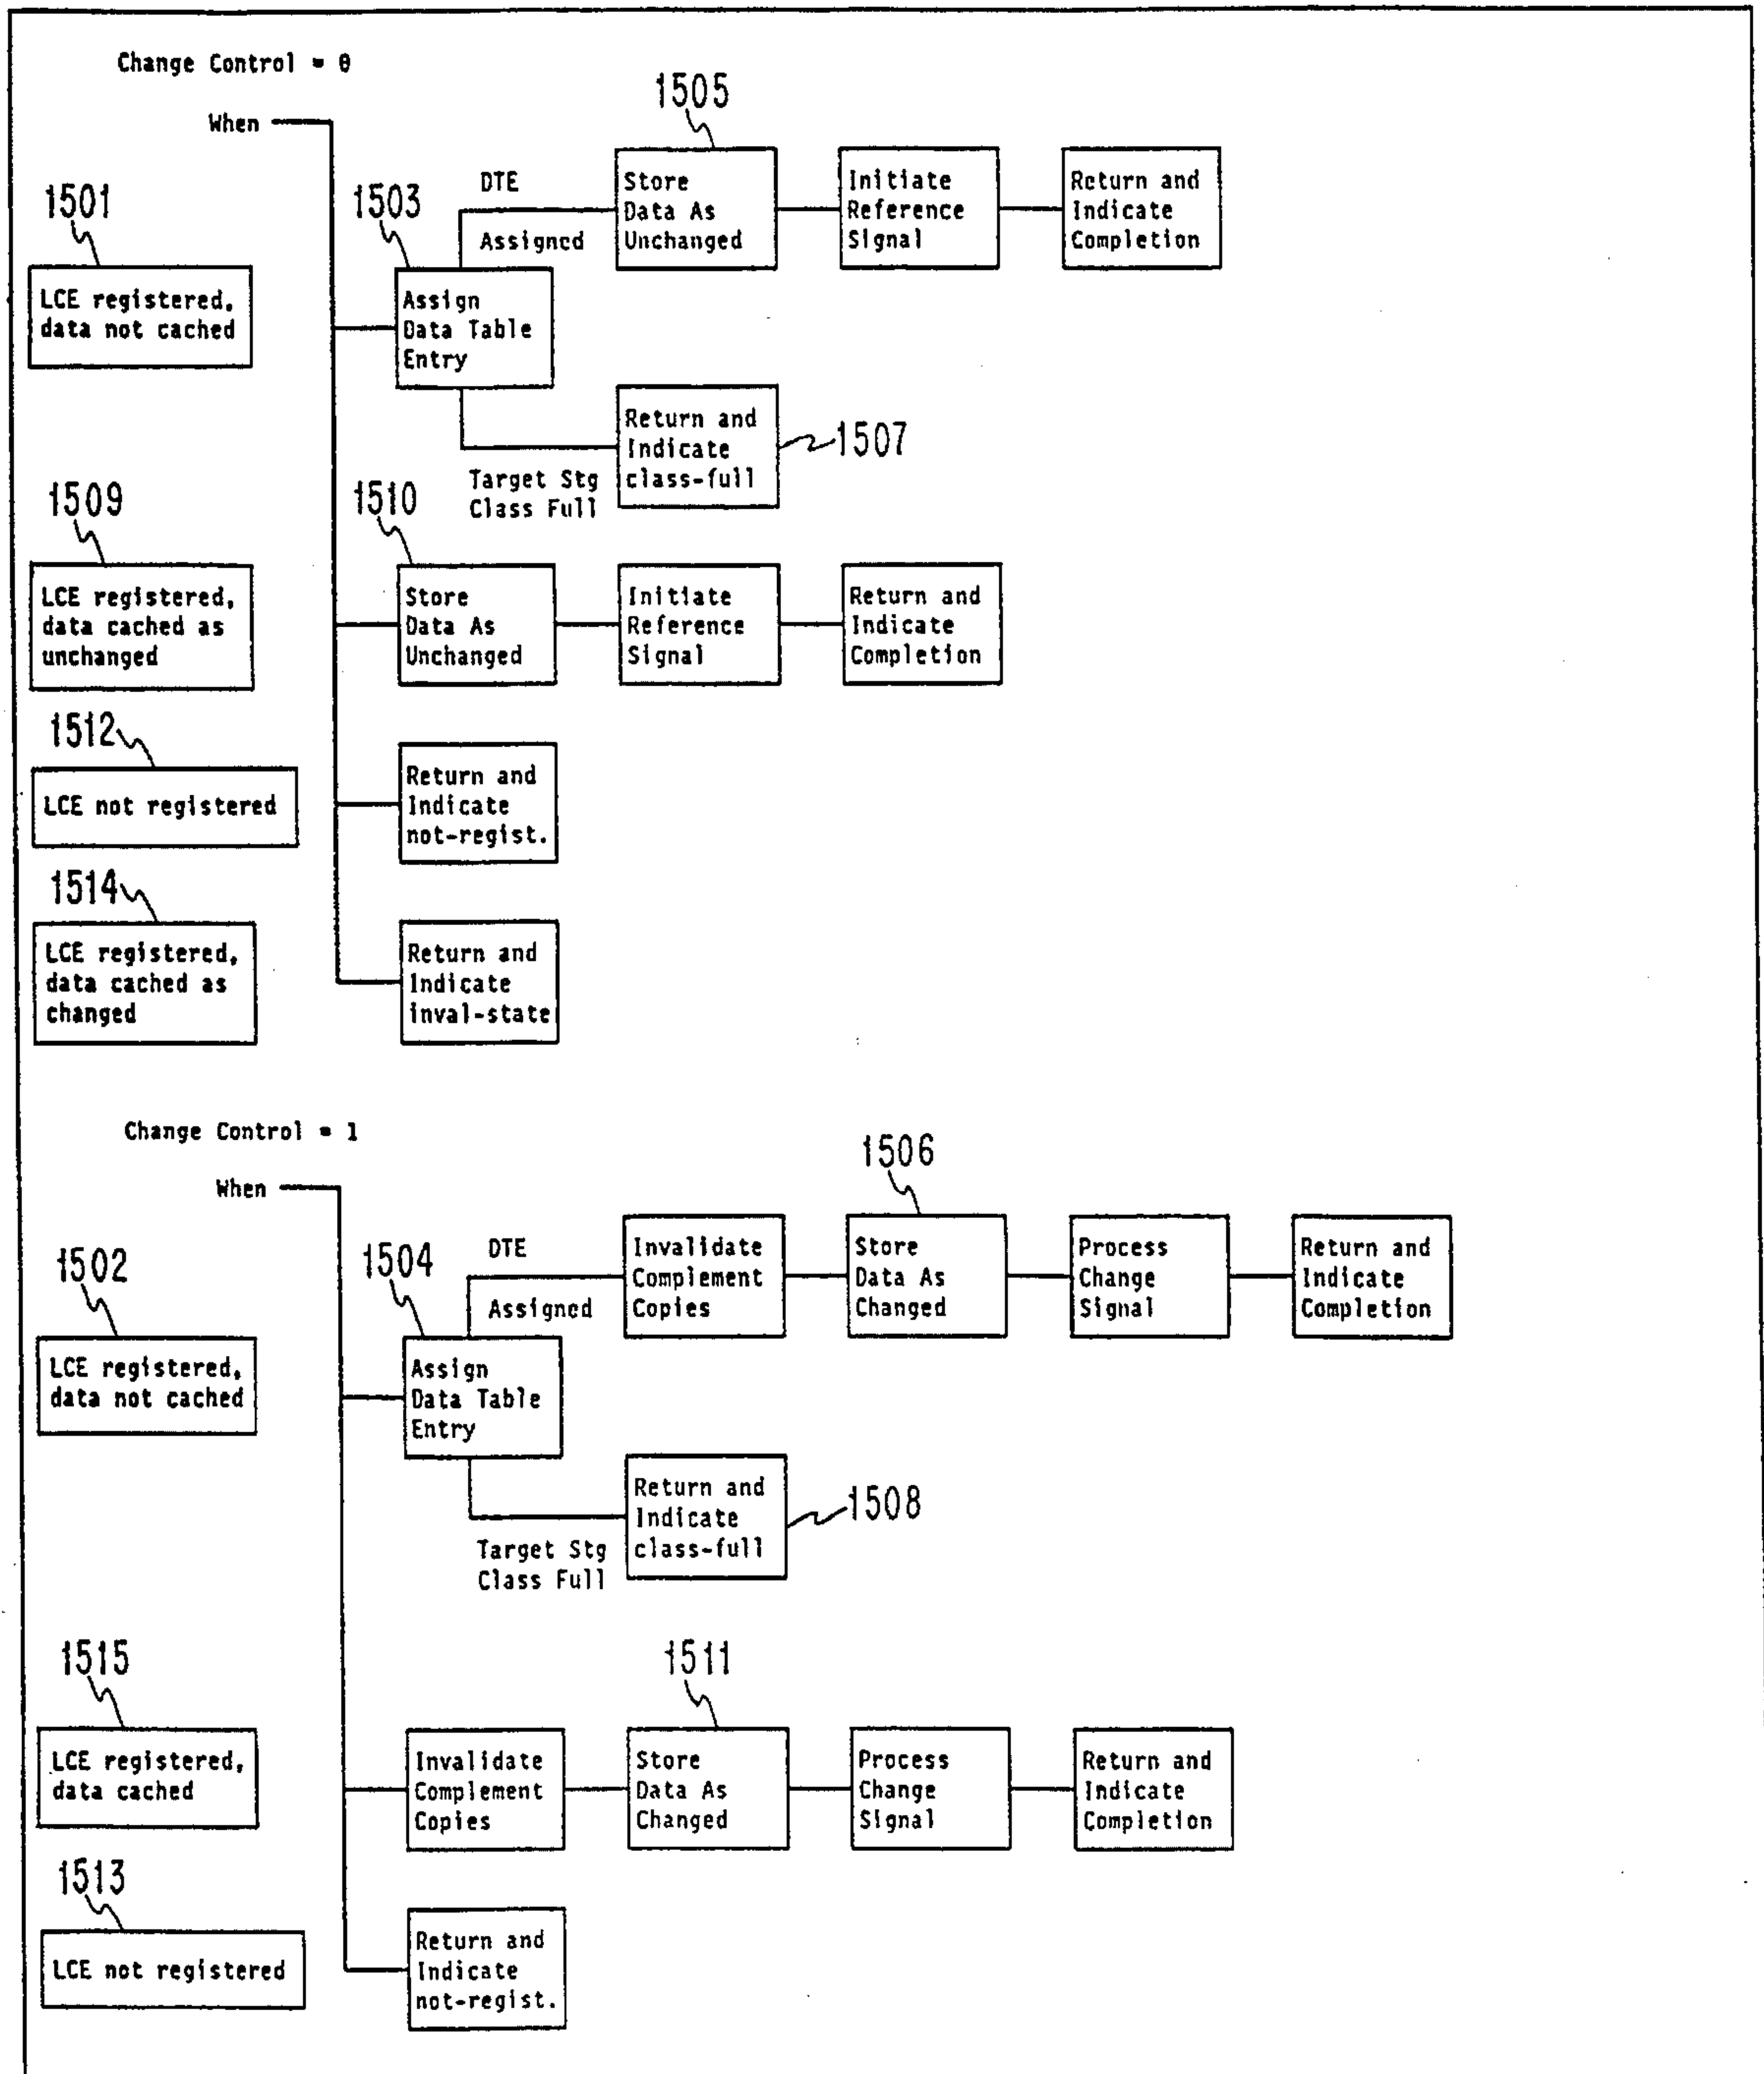 Change Control = 0
When
1505
DTE
Assigned
Store
Data As
Unchanged
Initiate
Reference
Signal
Return and
Indicate
Completion
1501
LCE registered,
data not cached
1503
Assign
Data Table
Entry
Return and
Indicate
class-full
1507
Target Stg
Class Full
1509
LCE registered,
data cached as
unchanged
1510
Store
Data As
Unchanged
Initiate
Reference
Signal
Return and
Indicate
Completion
1512
LCE not registered
Return and
Indicate
not-regist.
1514
LCE registered,
data cached as
changed
Return and
Indicate
inval-state
Change Control = 1
When
1506
DTE
Assigned
Invalidate
Complement
Copies
Store
Data As
Changed
Process
Change
Signal
Return and
Indicate
Completion
1502
LCE registered,
data not cached
1504
Assign
Data Table
Entry
Return and
Indicate
class-full
1508
Target Stg
Class Full
1515
LCE registered,
data cached
Invalidate
Complement
Copies
1511
Store
Data As
Changed
Process
Change
Signal
Return and
Indicate
Completion
1513
LCE not registered
Return and
Indicate
not-regist.